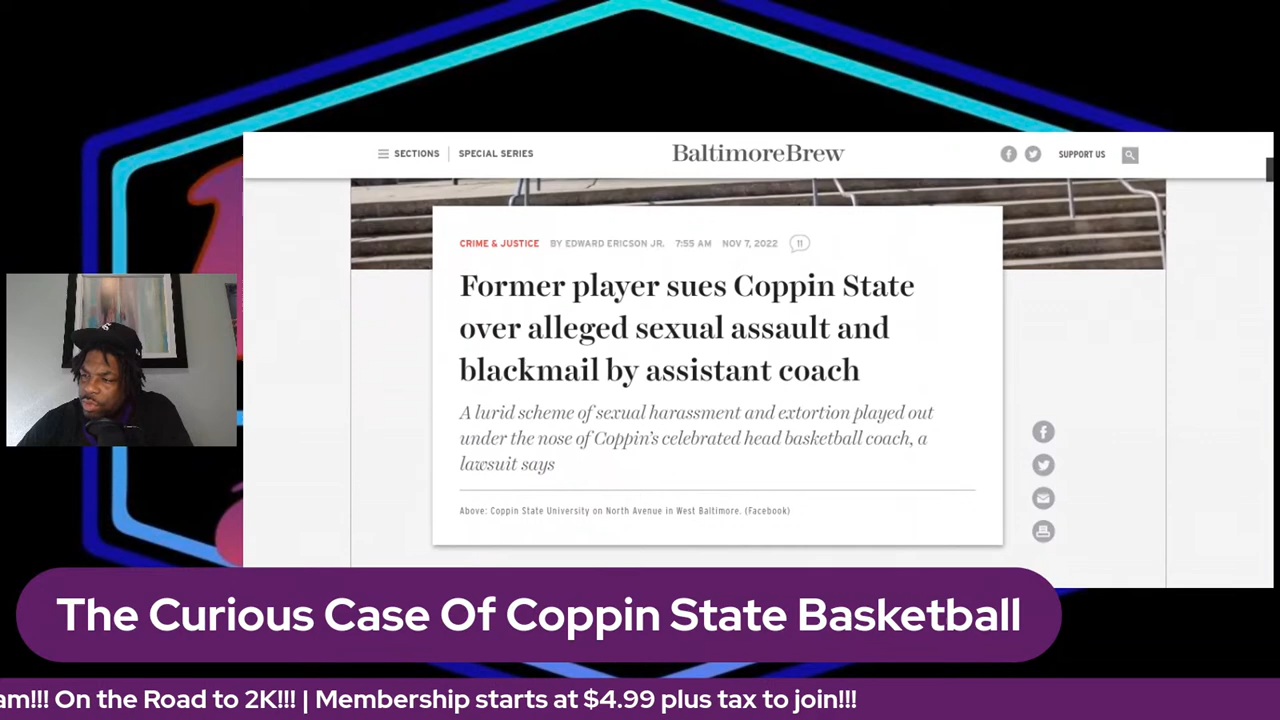 SECTIONS
SPECIAL SERIES
BaltimoreBrew
SUPPORT US
CRIME & JUSTICE BY EDWARD ERICSON JR. 7:55 AM NOV 7, 2022 11
Former player sues Coppin State
over alleged sexual assault and
blackmail by assistant coach
A lurid scheme of sexual harassment and extortion played out
under the nose of Coppin's celebrated head basketball coach, a
lawsuit says
Above: Coppin State University on North Avenue in West Baltimore. (Facebook)
The Curious Case Of Coppin State Basketball
am!!! On the Road to 2K!!! | Membership starts at $4.99 plus tax to join!!!